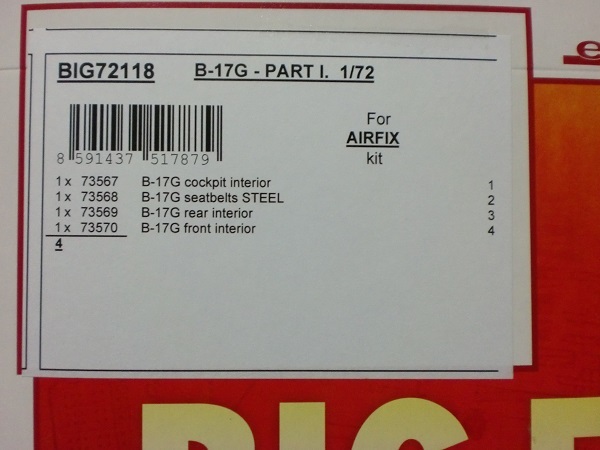 e
BIG72118 B-17G - PART I. 1/72
For
AIRFIX
kit
8 591437 517879
1 x 73567 B-17G cockpit interior 1
1 x 73568 B-17G seatbelts STEEL 2
1 x 73569 B-17G rear interior 3
1 x 73570 B-17G front interior 4
4
BIG